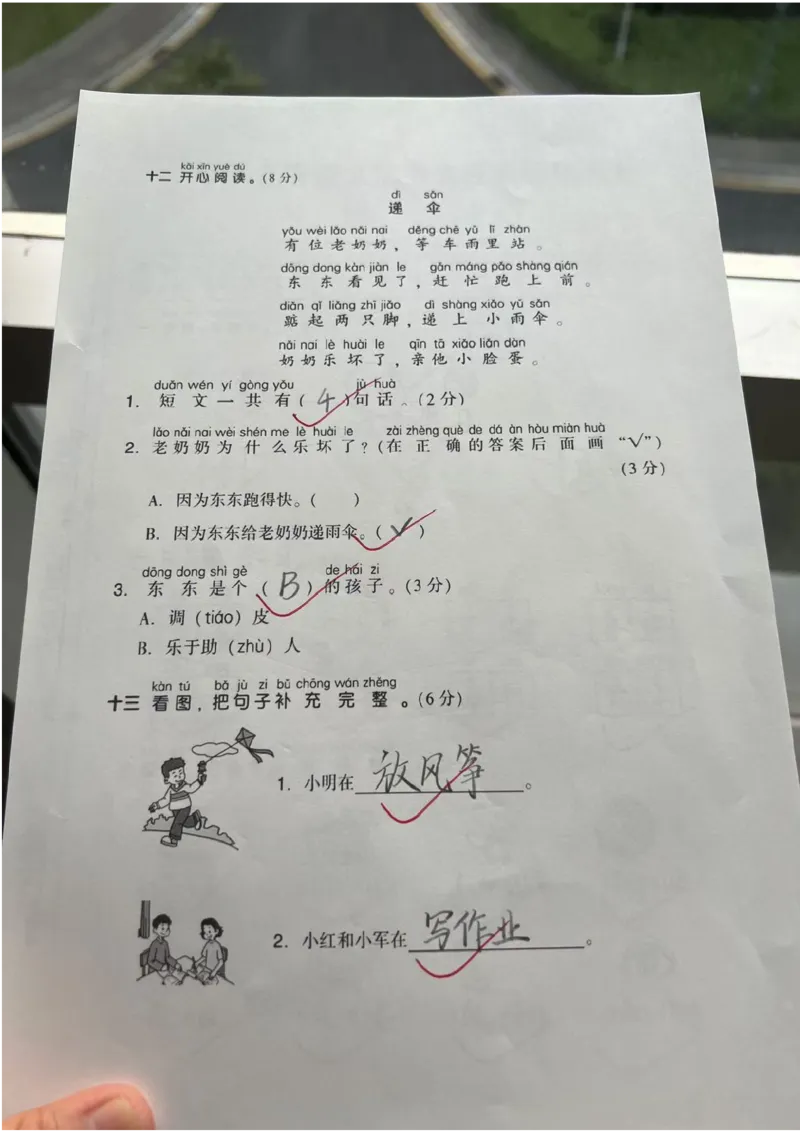 kāi xīn yuè dú
十二 开心阅读。(8分)
dì sǎn
递 伞
yǒu wèi lǎo nǎi nai děng chē yǔ lǐ zhàn
有位老奶奶，等车雨里站。
dōng dong kàn jiàn le gǎn máng pǎo shàng qián
东东看见了，赶忙跑上前。
diǎn qǐ liǎng zhī jiǎo dì shàng xiǎo yǔ sǎn
踮起两只脚，递上小雨伞。
nǎi nai lè huài le qīn tā xiǎo liǎn dàn
奶奶乐坏了，亲他小脸蛋。
duǎn wén yí gòng yǒu jù huà
1. 短文一共有(4)句话。(2分)
lǎo nǎi nai wèi shén me lè huài le zài zhèng què de dá àn hòu miàn huà
2. 老奶奶为什么乐坏了?(在正确的答案后面画“√”)
(3分)
A. 因为东东跑得快。( )
B. 因为东东给老奶奶递雨伞。(√)
dōng dong shì gè de hái zi
3. 东东是个(B)的孩子。(3分)
A. 调(tiáo)皮
B. 乐于助(zhù)人
kàn tú bǎ jù zi bǔ chōng wán zhěng
十三 看图，把句子补充完整。(6分)
1. 小明在放风筝。
2. 小红和小军在写作业。